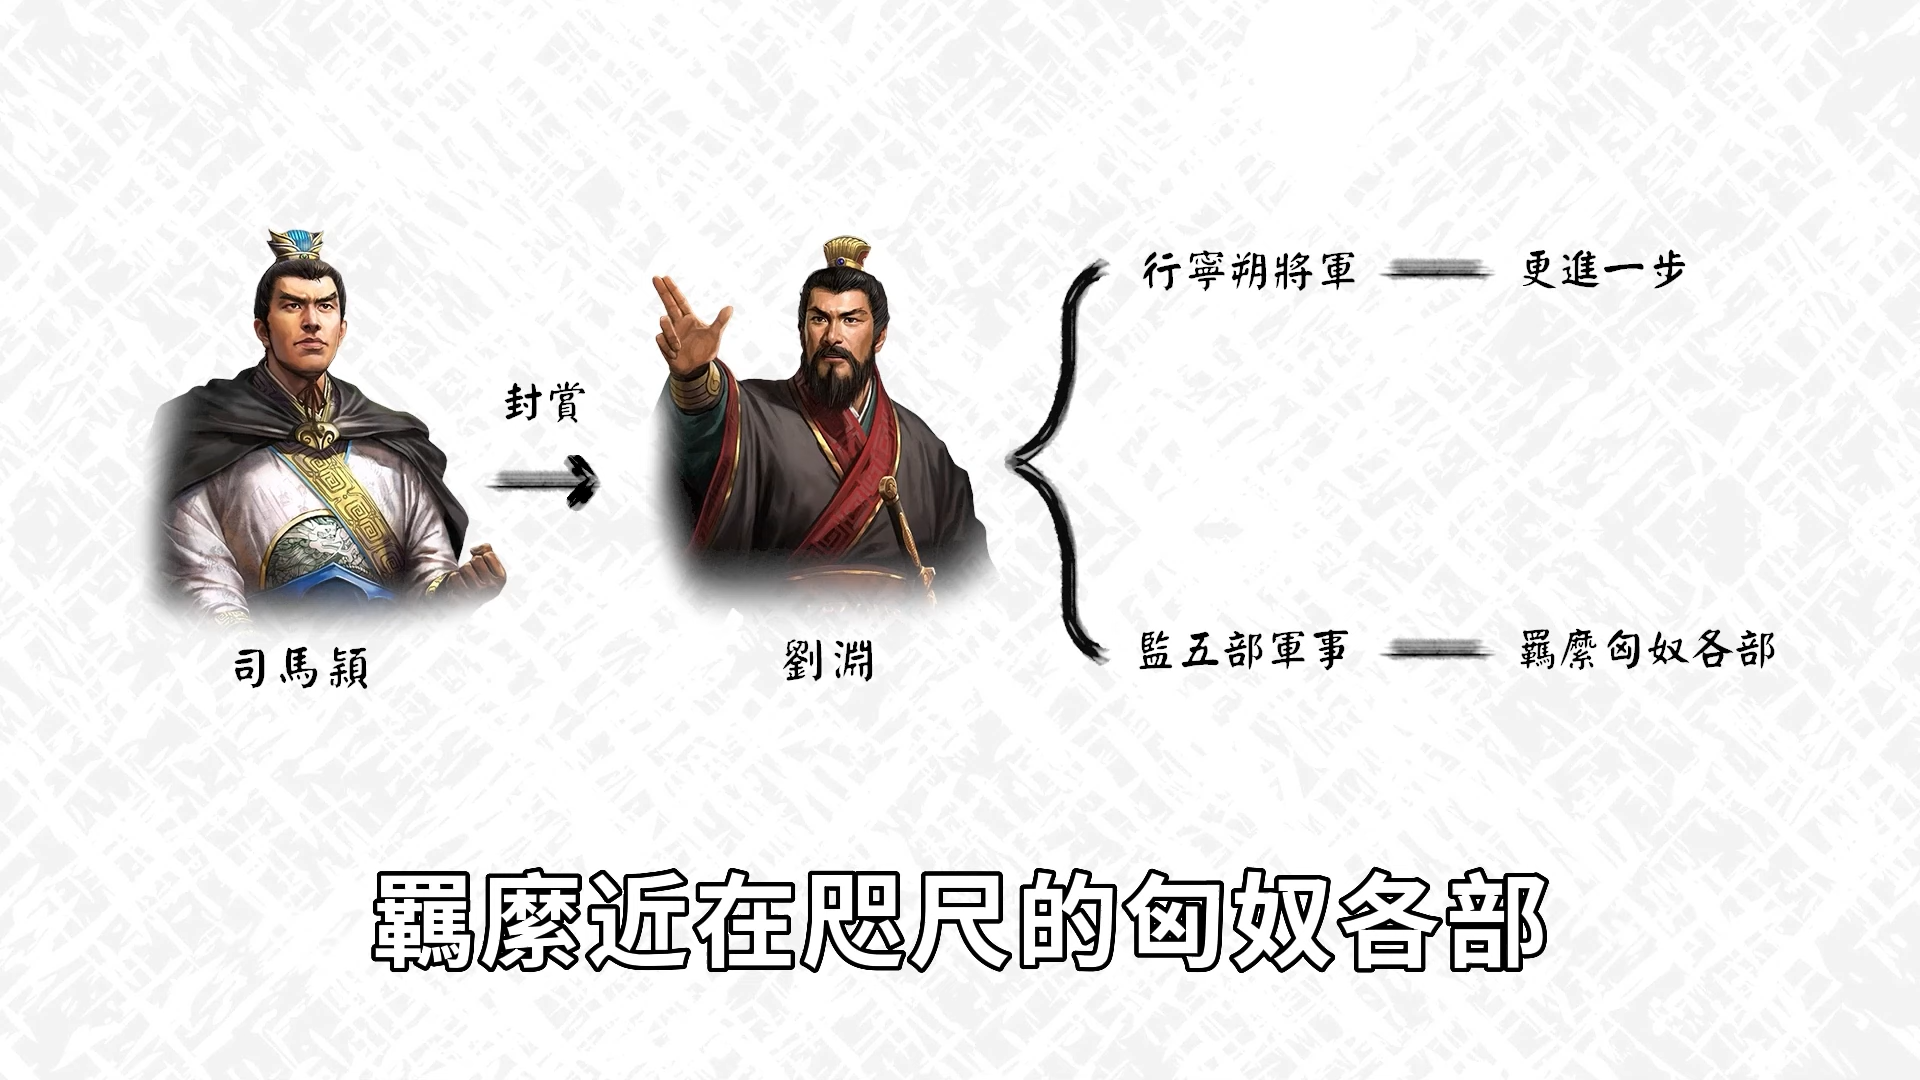 封賞
司馬穎
劉淵
行寧朔將軍
更進一步
監五部軍事
羈縻匈奴各部
羈縻近在咫尺的匈奴各部